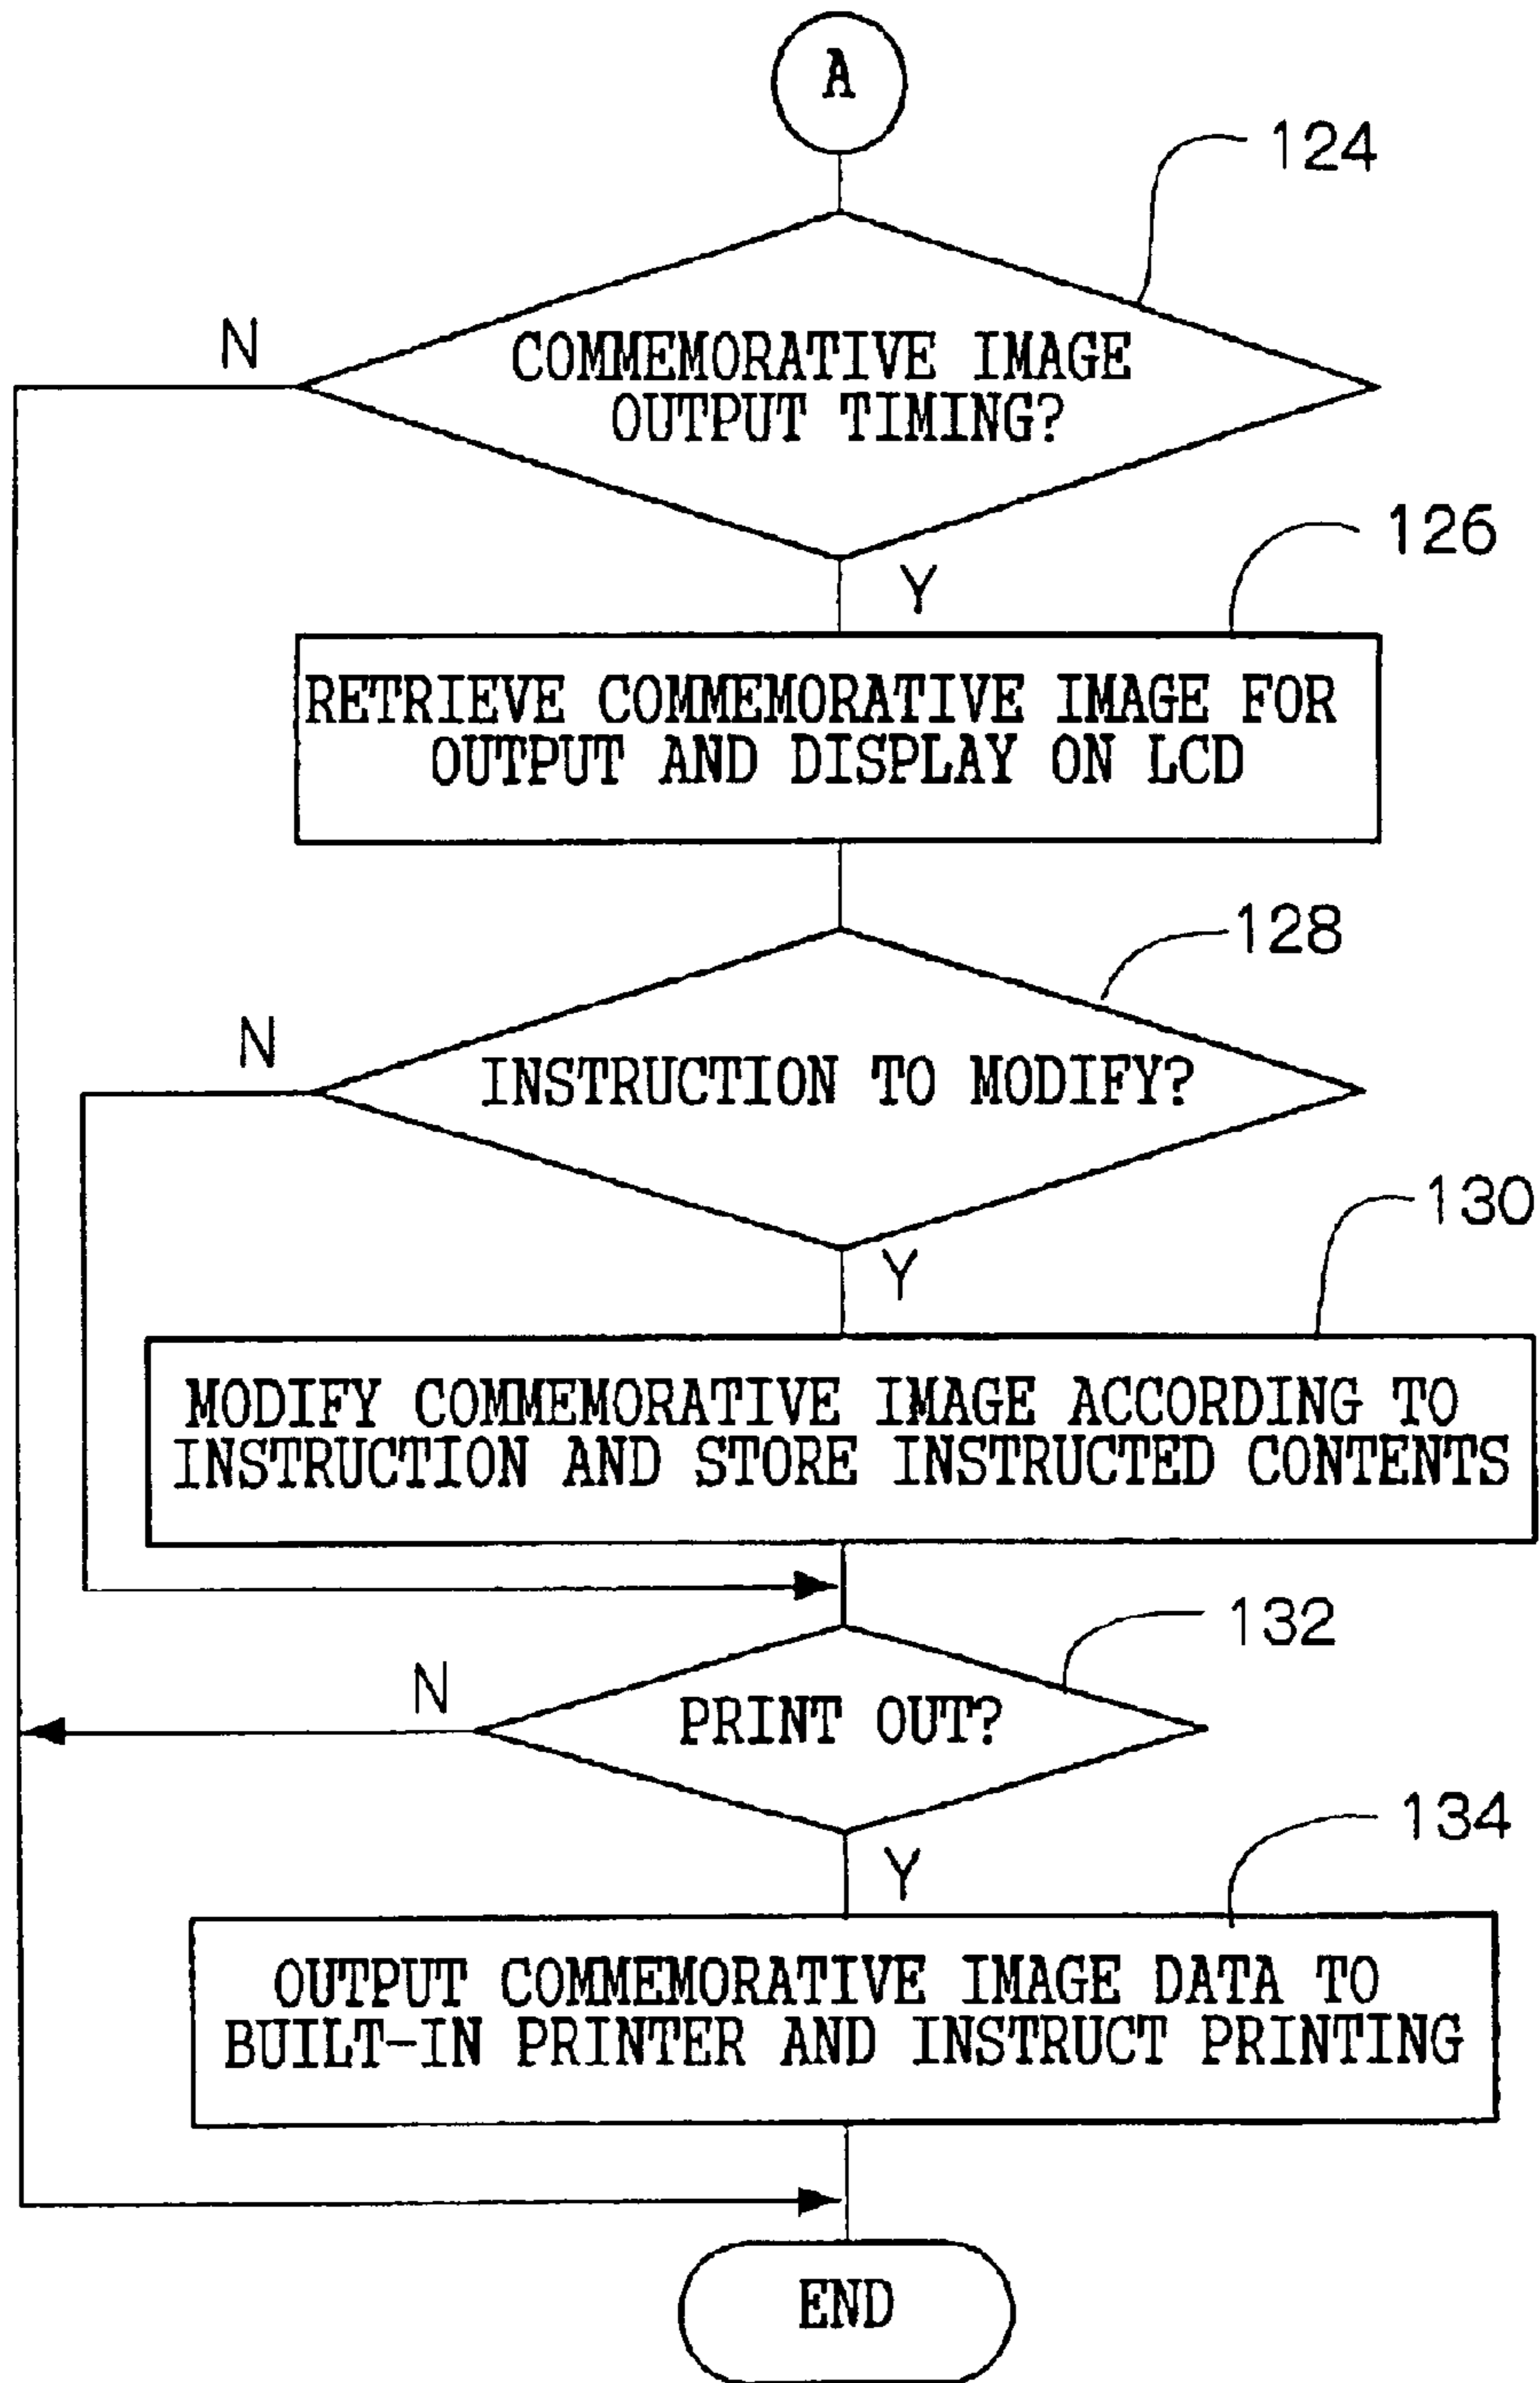 A
124
N
COMMEMORATIVE IMAGE
OUTPUT TIMING?
126
Y
RETRIEVE COMMEMORATIVE IMAGE FOR
OUTPUT AND DISPLAY ON LCD
128
N
INSTRUCTION TO MODIFY?
130
Y
MODIFY COMMEMORATIVE IMAGE ACCORDING TO
INSTRUCTION AND STORE INSTRUCTED CONTENTS
132
N
PRINT OUT?
134
Y
OUTPUT COMMEMORATIVE IMAGE DATA TO
BUILT-IN PRINTER AND INSTRUCT PRINTING
END